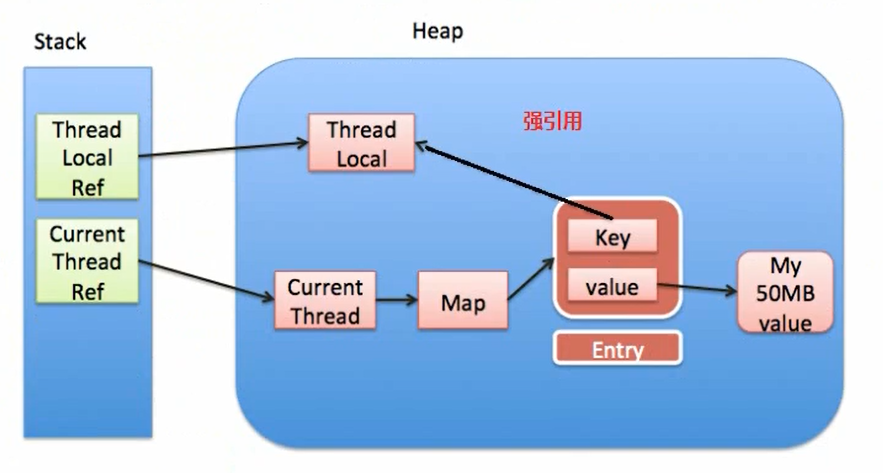 Stack
Heap
Thread
Local
Ref
Thread
Local
强引用
Current
Thread
Ref
Key
value
Current
Thread
Map
My
50MB
value
Entry